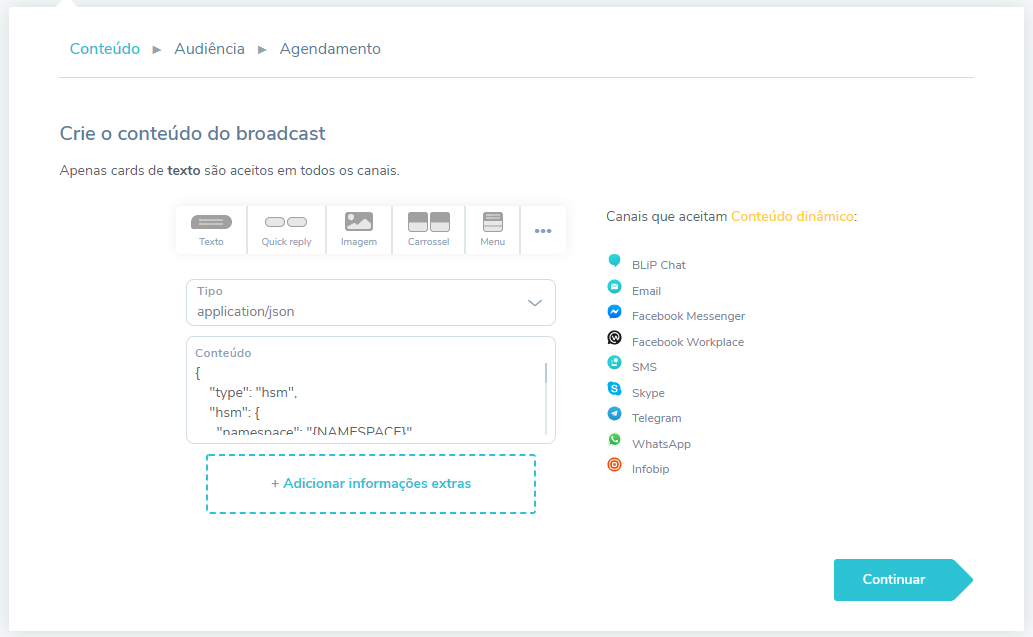 Conteúdo ▸ Audiência ▸ Agendamento
Crie o conteúdo do broadcast
Apenas cards de texto são aceitos em todos os canais.
Texto
Quick reply
Imagem
Carrossel
Menu
•••
Tipo
application/json
Conteúdo
{
"type": "hsm",
"hsm": {
"namespace": "{NAMESPACE}"
+ Adicionar informações extras
Canais que aceitam Conteúdo dinâmico:
BLiP Chat
Email
Facebook Messenger
Facebook Workplace
SMS
Skype
Telegram
WhatsApp
Infobip
Continuar